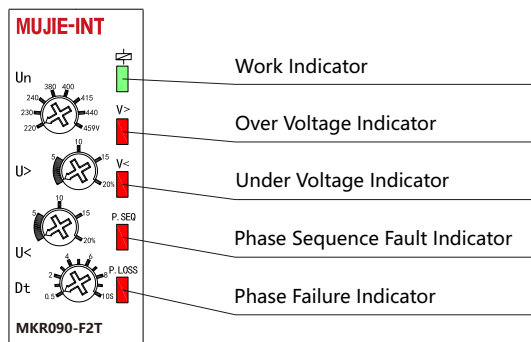 MUJIE-INT
Work Indicator
Un
380 400
240 415
230 440
220 459V
V>
Over Voltage Indicator
10
5 15
U> 20%
V<
Under Voltage Indicator
10
5 15
20%
P.SEQ
Phase Sequence Fault Indicator
U<
4 6
2 8
Dt 0.5 10S
P.LOSS
Phase Failure Indicator
MKR090-F2T